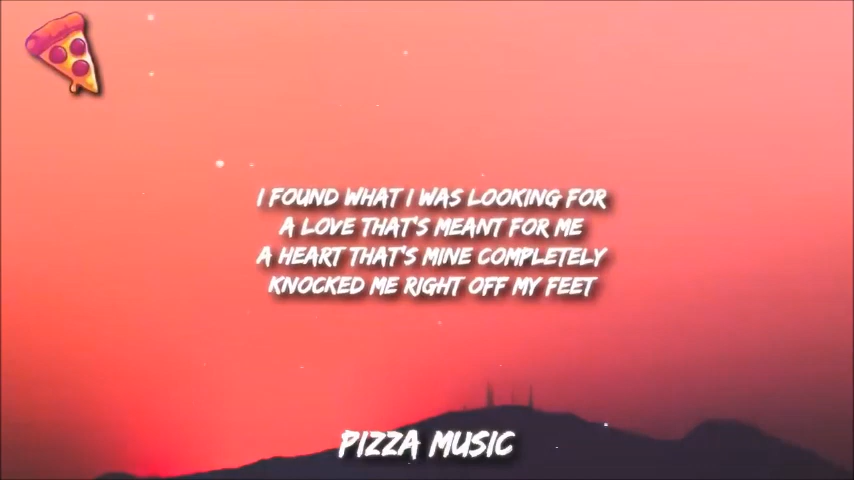 I FOUND WHAT I WAS LOOKING FOR
A LOVE THAT'S MEANT FOR ME
A HEART THAT'S MINE COMPLETELY
KNOCKED ME RIGHT OFF MY FEET
PIZZA MUSIC